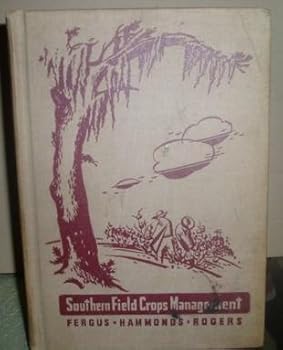 Southern Field Crops Management
FERGUS · HAMMONDS · ROGERS